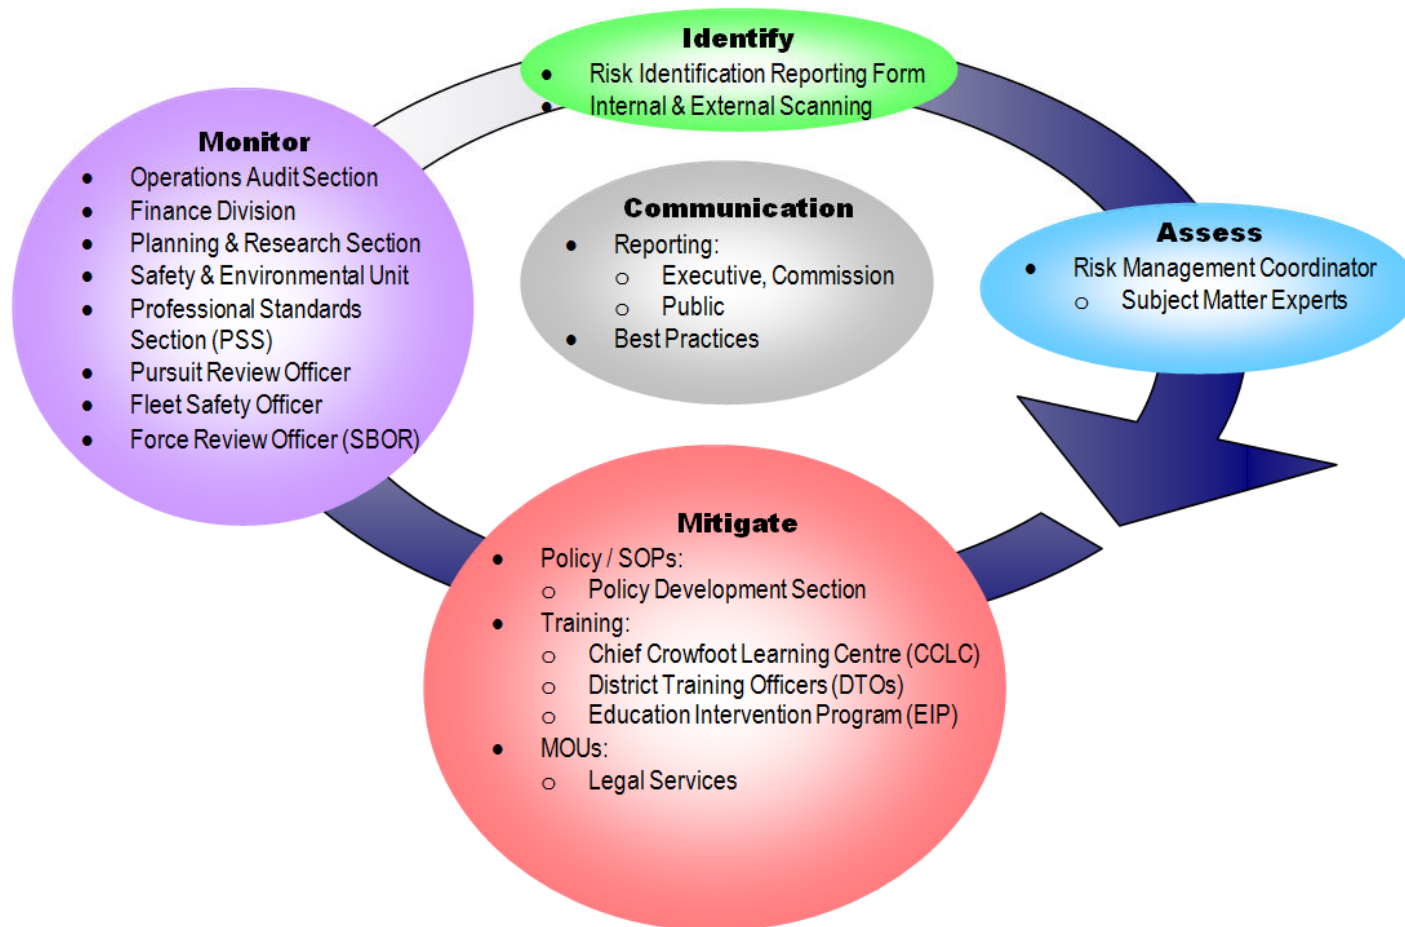 Identify
• Risk Identification Reporting Form
• Internal & External Scanning
Monitor
• Operations Audit Section
• Finance Division
• Planning & Research Section
• Safety & Environmental Unit
• Professional Standards
Section (PSS)
• Pursuit Review Officer
• Fleet Safety Officer
• Force Review Officer (SBOR)
Communication
• Reporting:
o Executive, Commission
o Public
• Best Practices
Assess
• Risk Management Coordinator
o Subject Matter Experts
Mitigate
• Policy / SOPs:
o Policy Development Section
• Training:
o Chief Crowfoot Learning Centre (CCLC)
o District Training Officers (DTOs)
o Education Intervention Program (EIP)
• MOUs:
o Legal Services